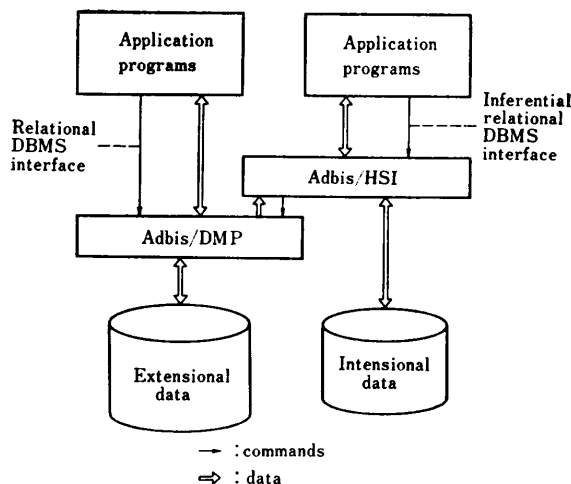 Application
programs
Application
programs
Relational
DBMS
interface
Inferential
relational
DBMS
interface
Adbis/HSI
Adbis/DMP
Extensional
data
Intensional
data
→ : commands
⇔ : data